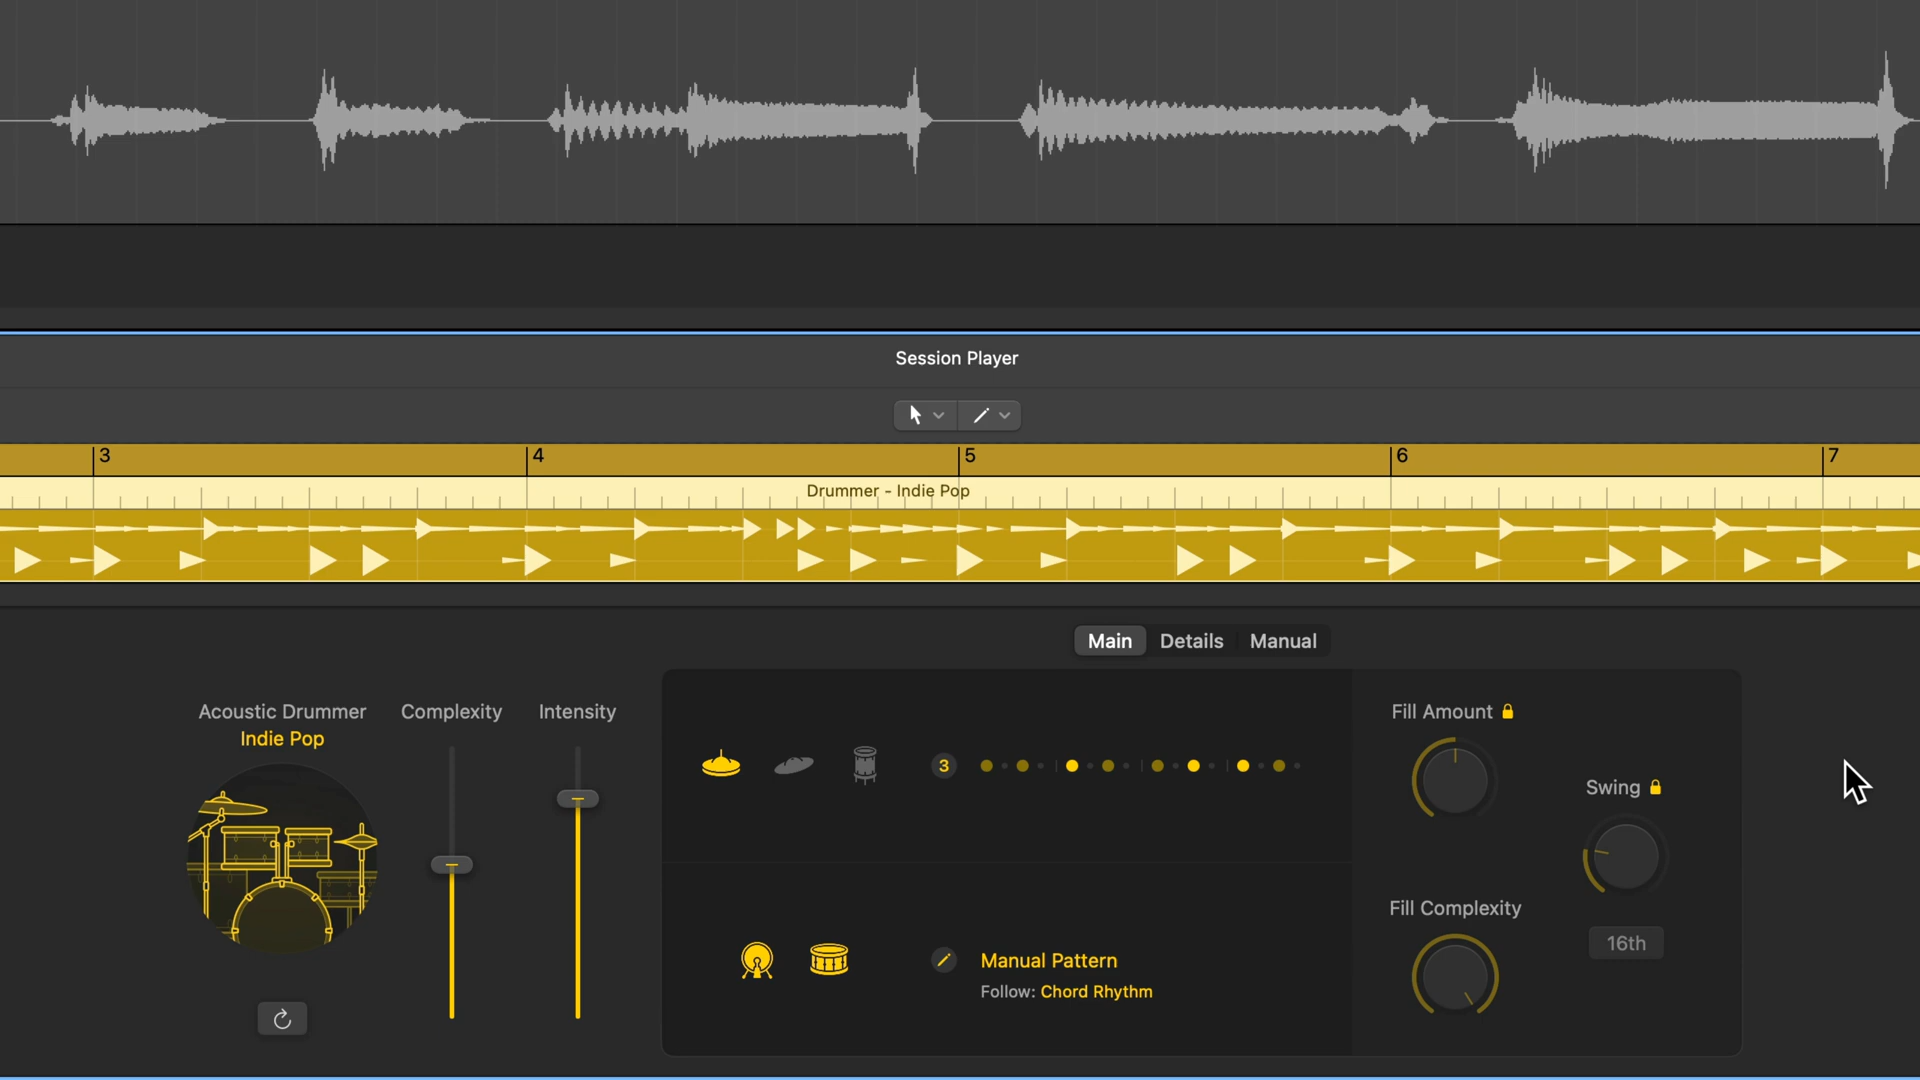 Session Player
3 4 5 6 7
Drummer - Indie Pop
Main Details Manual
Acoustic Drummer
Indie Pop
Complexity
Intensity
3
Manual Pattern
Follow: Chord Rhythm
Fill Amount
Swing
Fill Complexity
16th